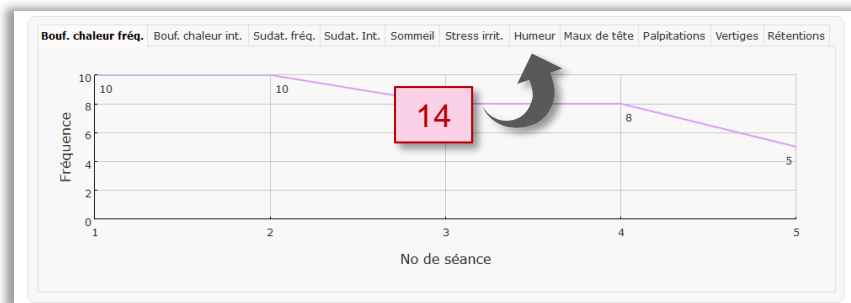 Bouf. chaleur fréq. Bouf. chaleur int. Sudat. fréq. Sudat. Int. Sommeil Stress irrit. Humeur Maux de tête Palpitations Vertiges Rétentions
Fréquence
10
8
6
4
2
0
10
10
14
8
5
1 2 3 4 5
No de séance